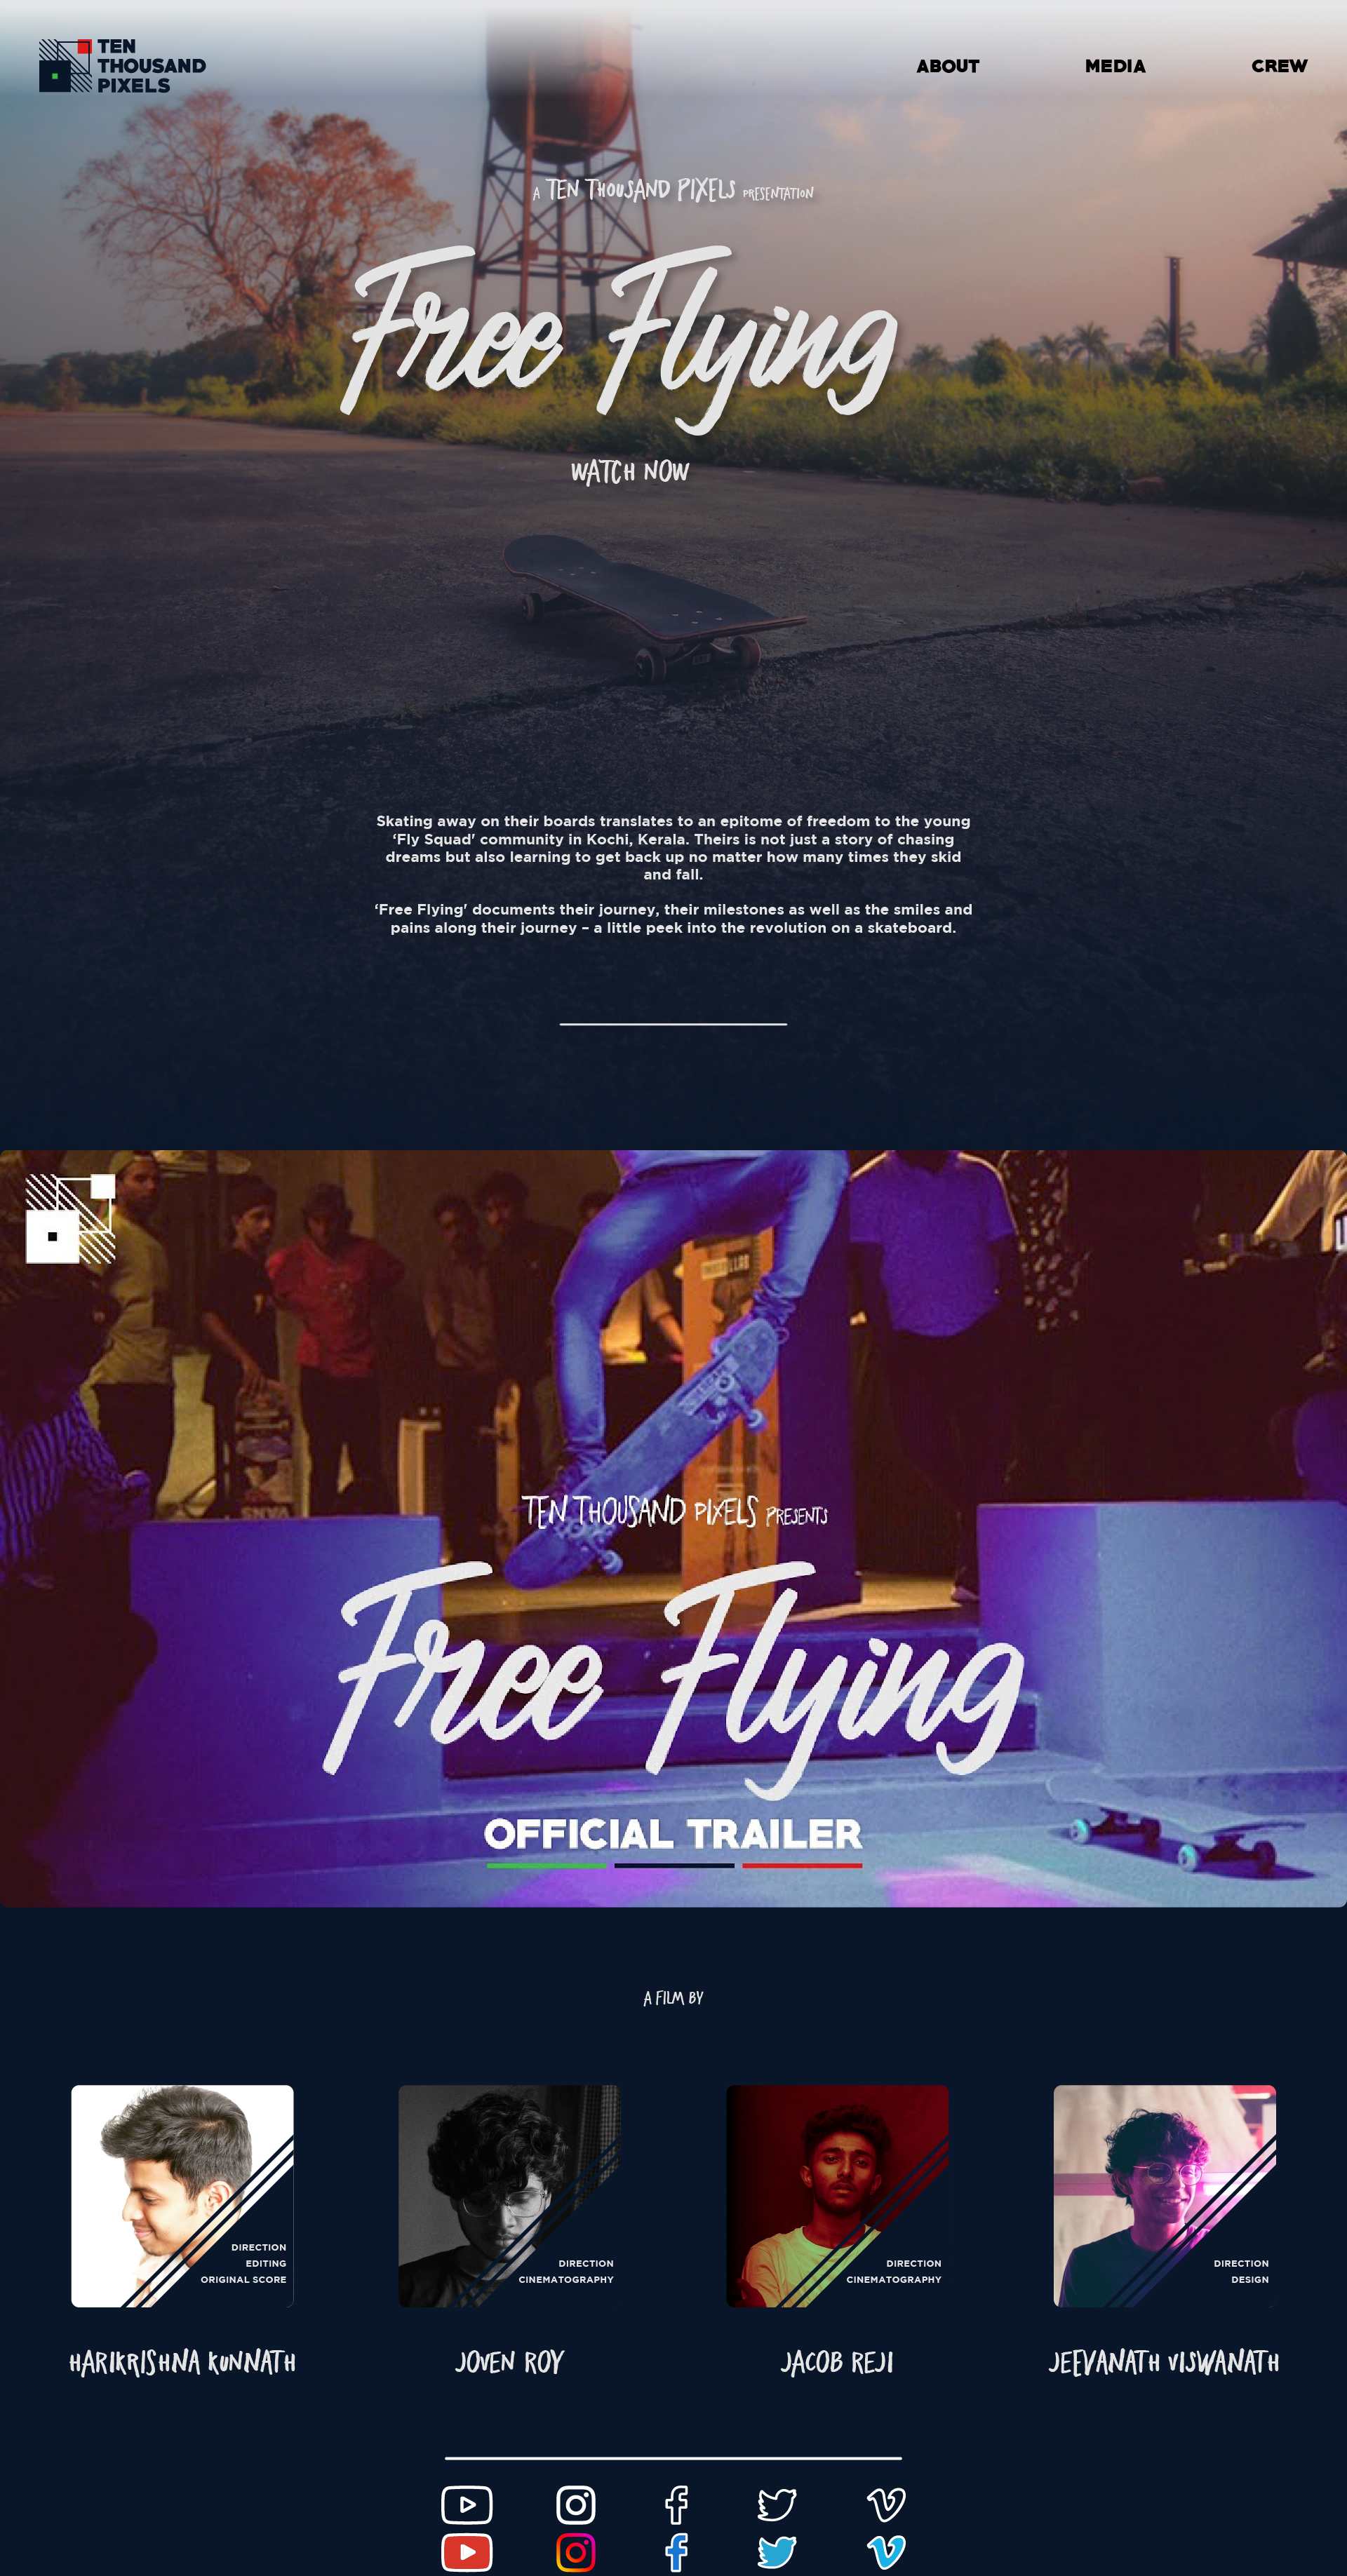 TEN
THOUSAND
PIXELS
ABOUT
MEDIA
CREW
A TEN THOUSAND PIXELS PRESENTATION
Free Flying
WATCH NOW
Skating away on their boards translates to an epitome of freedom to the young
‘Fly Squad’ community in Kochi, Kerala. Theirs is not just a story of chasing
dreams but also learning to get back up no matter how many times they skid
and fall.
‘Free Flying’ documents their journey, their milestones as well as the smiles and
pains along their journey – a little peek into the revolution on a skateboard.
TEN THOUSAND PIXELS PRESENTS
Free Flying
OFFICIAL TRAILER
A FILM BY
DIRECTION
EDITING
ORIGINAL SCORE
DIRECTION
CINEMATOGRAPHY
DIRECTION
CINEMATOGRAPHY
DIRECTION
DESIGN
HARIKRISHNA KUNNATH
JOVEN ROY
JACOB REJI
JEEVANATH VISWANATH